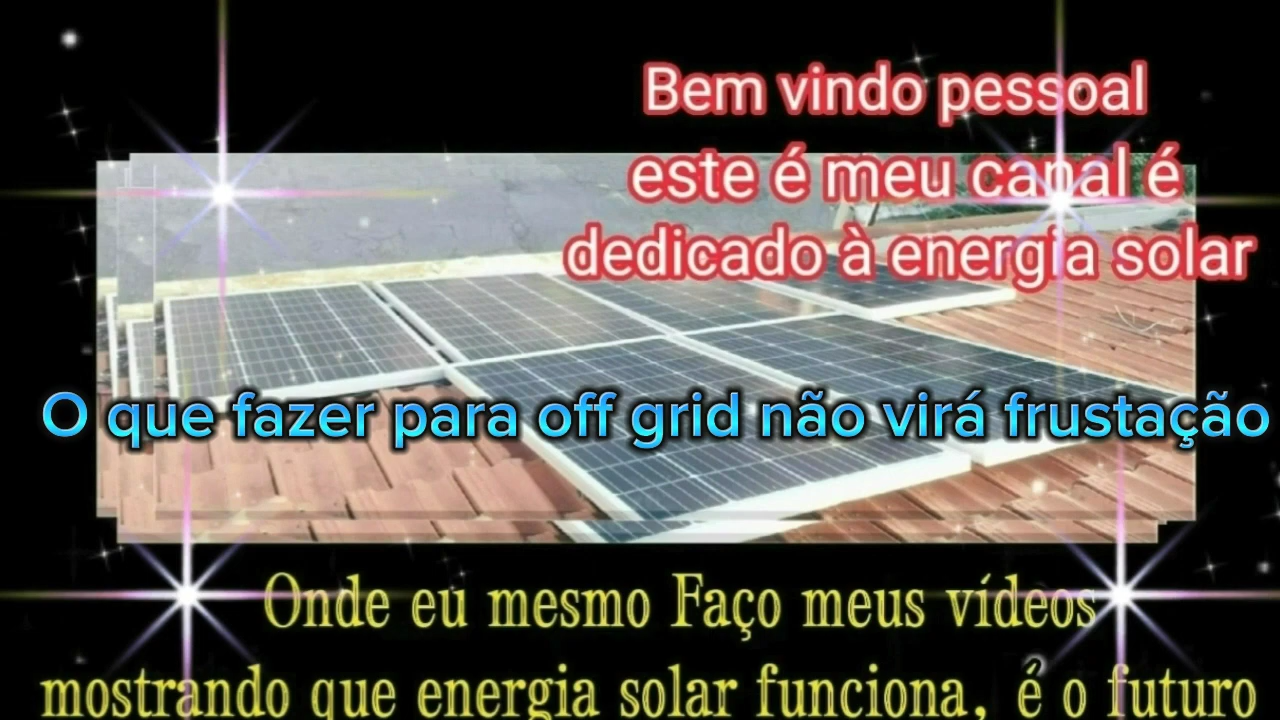 Bem vindo pessoal
este é meu canal é
dedicado à energia solar
O que fazer para off grid não virá frustação
Onde eu mesmo Faço meus vídeos
mostrando que energia solar funciona, é o futuro